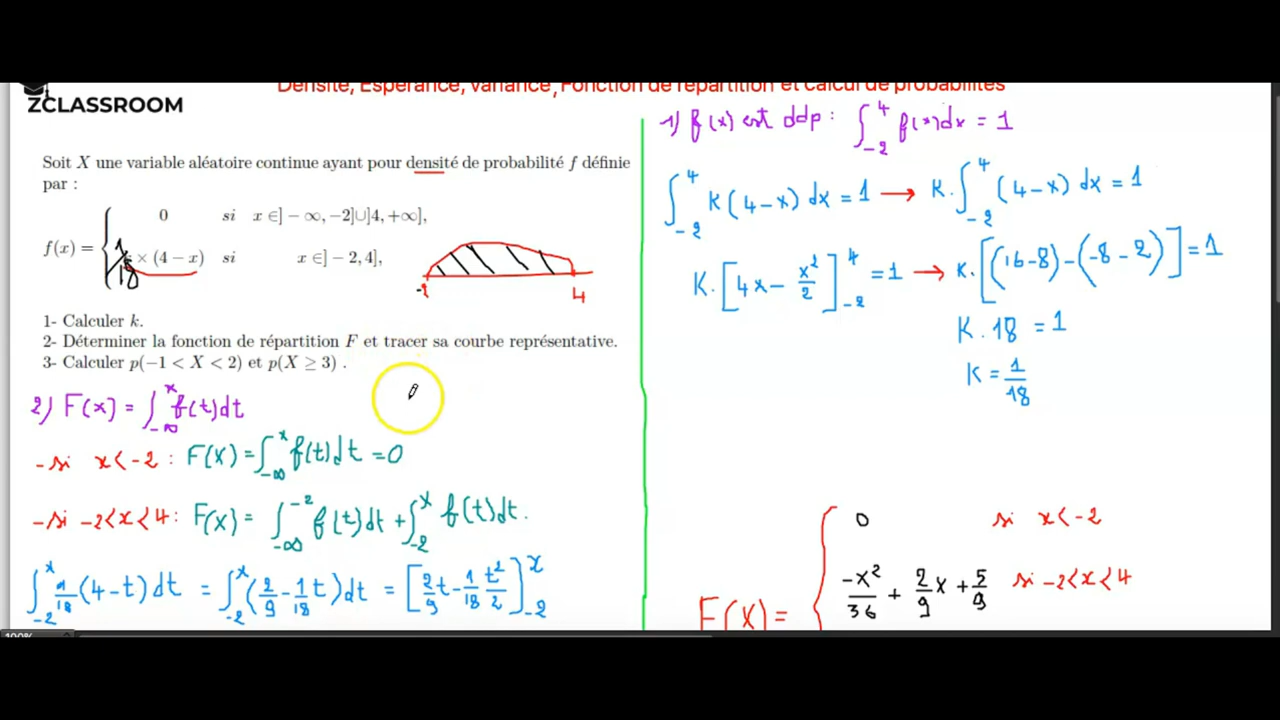 Densité, Espérance, Variance, Fonction de répartition et calcul de probabilités
ZCLASSROOM
Soit X une variable aléatoire continue ayant pour densité de probabilité f définie
par :
0 si x ∈] − ∞, −2]∪]4, +∞],
f(x) = { 1/18 × (4 − x) si x ∈] − 2, 4],
-2 4
1- Calculer k.
2- Déterminer la fonction de répartition F et tracer sa courbe représentative.
3- Calculer p(−1 < X < 2) et p(X ≥ 3) .
2) F(x) = ∫_{-∞}^{x} f(t)dt
- si x < -2 : F(x) = ∫_{-∞}^{x} f(t)dt = 0
- si -2 < x < 4 : F(x) = ∫_{-∞}^{-2} f(t)dt + ∫_{-2}^{x} f(t)dt.
∫_{-2}^{x} 1/18 (4-t)dt = ∫_{-2}^{x} (2/9 - 1/18 t)dt = [2/9 t - 1/18 t²/2]_{-2}^{x}
1) f(x) est ddp : ∫_{-2}^{4} f(x)dx = 1
∫_{-2}^{4} K(4-x)dx = 1 → K. ∫_{-2}^{4} (4-x)dx = 1
K. [4x - x²/2]_{-2}^{4} = 1 → K. [(16-8) - (-8-2)] = 1
K. 18 = 1
K = 1/18
0 si x < -2
-x²/36 + 2/9 x + 5/9 si -2 < x < 4
F(x) = {
100%